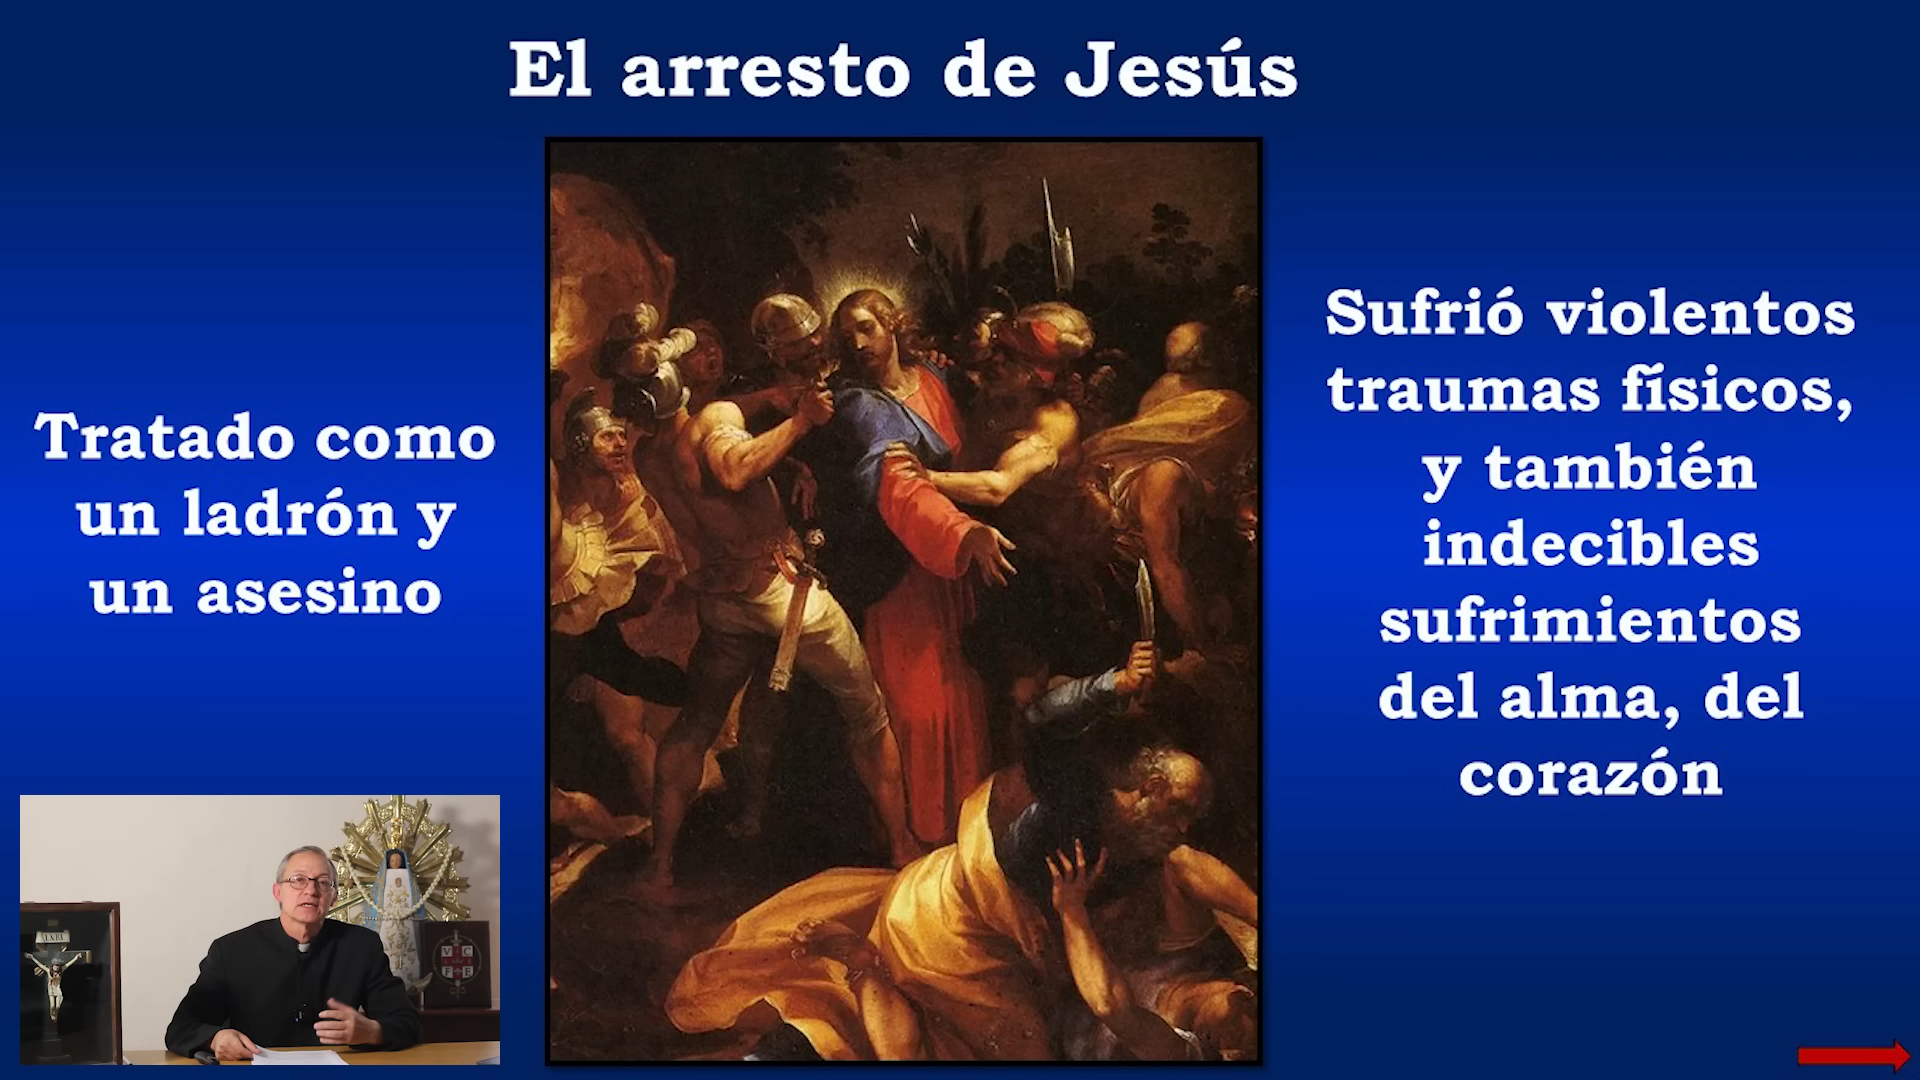 El arresto de Jesús
Tratado como
un ladrón y
un asesino
Sufrió violentos
traumas físicos,
y también
indecibles
sufrimientos
del alma, del
corazón
INRI
V C
F E